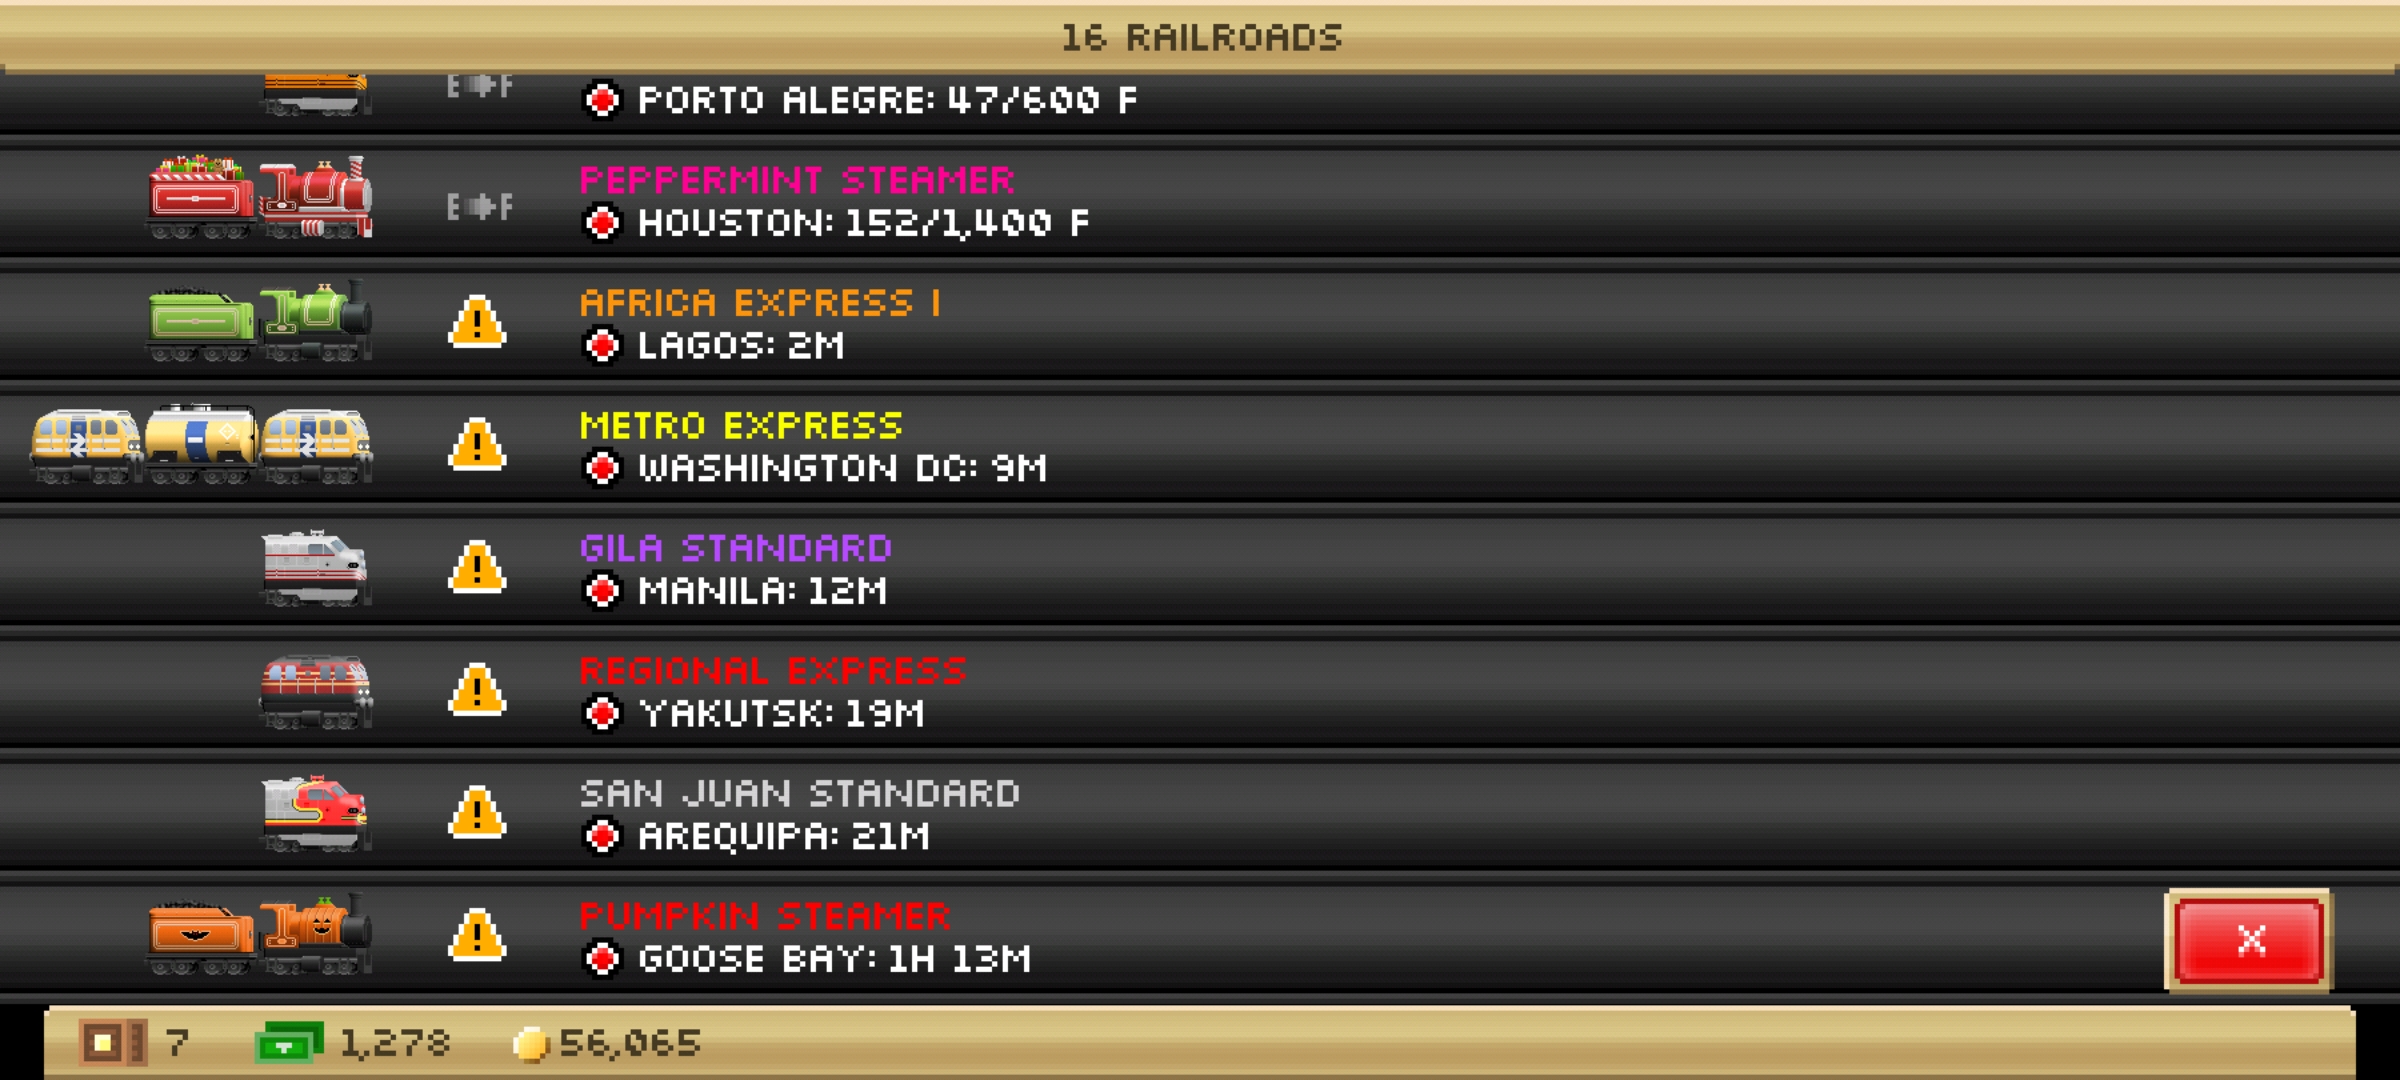 16 RAILROADS
E F
PORTO ALEGRE: 47/600 F
PEPPERMINT STEAMER
E F
HOUSTON: 152/1,400 F
AFRICA EXPRESS I
LAGOS: 2M
METRO EXPRESS
WASHINGTON DC: 9M
GILA STANDARD
MANILA: 12M
REGIONAL EXPRESS
YAKUTSK: 19M
SAN JUAN STANDARD
AREQUIPA: 21M
PUMPKIN STEAMER
GOOSE BAY: 1H 13M
X
7 1,278 56,065